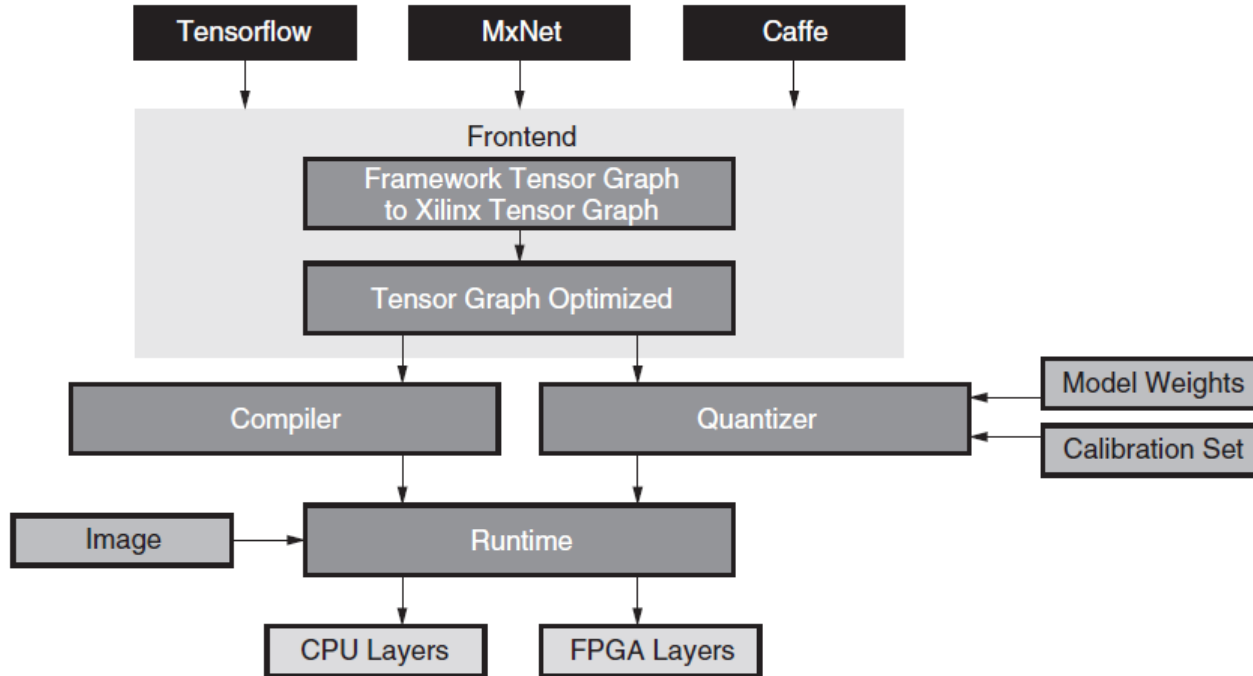 Tensorflow
MxNet
Caffe
Frontend
Framework Tensor Graph
to Xilinx Tensor Graph
Tensor Graph Optimized
Compiler
Quantizer
Model Weights
Calibration Set
Image
Runtime
CPU Layers
FPGA Layers